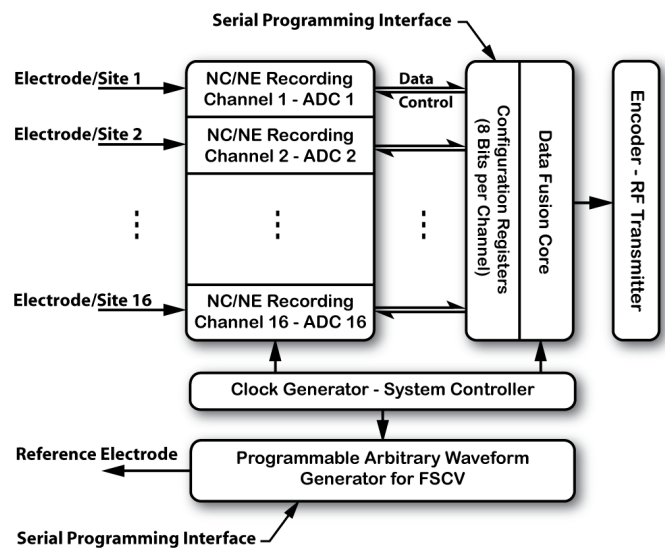 Serial Programming Interface
Electrode/Site 1
NC/NE Recording
Channel 1 - ADC 1
Data
Control
Electrode/Site 2
NC/NE Recording
Channel 2 - ADC 2
Electrode/Site 16
NC/NE Recording
Channel 16 - ADC 16
Configuration Registers
(8 Bits per Channel)
Data Fusion Core
Encoder - RF Transmitter
Clock Generator - System Controller
Reference Electrode
Programmable Arbitrary Waveform
Generator for FSCV
Serial Programming Interface